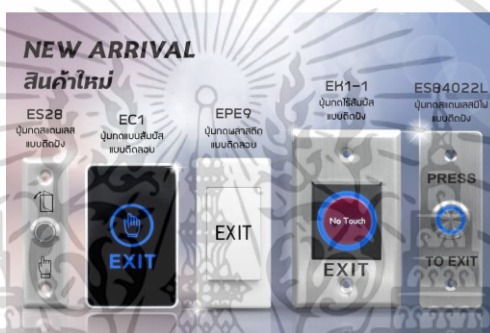 NEW ARRIVAL
สินค้าใหม่
ES28
ปุ่มกดสแตนเลส
แบบติดฝัง
EC1
ปุ่มกดแบบสัมผัส
แบบติดลอย
EPE9
ปุ่มกดพลาสติก
แบบติดลอย
EK1-1
ปุ่มกดไร้สัมผัส
แบบติดฝัง
ES84022L
ปุ่มกดสแตนเลสมีไฟ
แบบติดฝัง
EXIT
EXIT
No Touch
EXIT
PRESS
TO EXIT